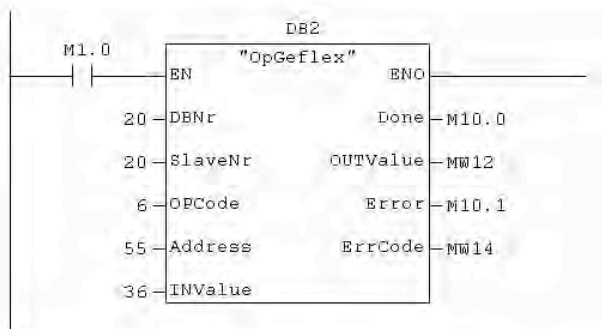 DB2
M1.0
"OpGeflex"
EN ENO
20 DBNr Done M10.0
20 SlaveNr OUTValue MW12
6 OPCode Error M10.1
55 Address ErrCode MW14
36 INValue